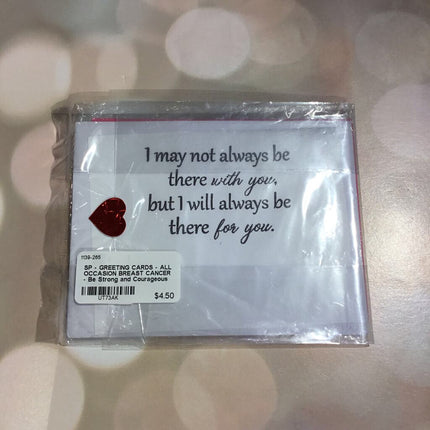 I may not always be
there with you,
but I will always be
there for you.
1139-265
SP - GREETING CARDS - ALL
OCCASION BREAST CANCER
- Be Strong and Courageous
UT73AK
$4.50